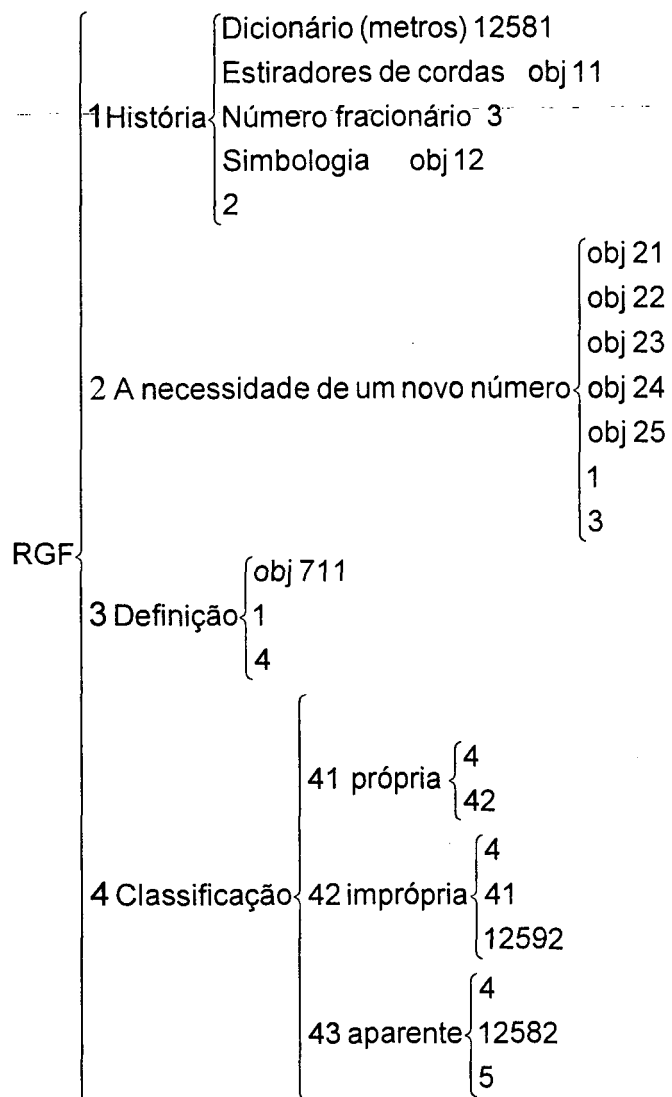 Dicionário (metros) 12581
Estiradores de cordas obj 11
1 História
Número fracionário 3
Simbologia obj 12
2
obj 21
obj 22
obj 23
2 A necessidade de um novo número
obj 24
obj 25
1
3
RGF
obj 711
3 Definição
1
4
41 própria
4
42
4 Classificação
42 imprópria
4
41
12592
43 aparente
4
12582
5